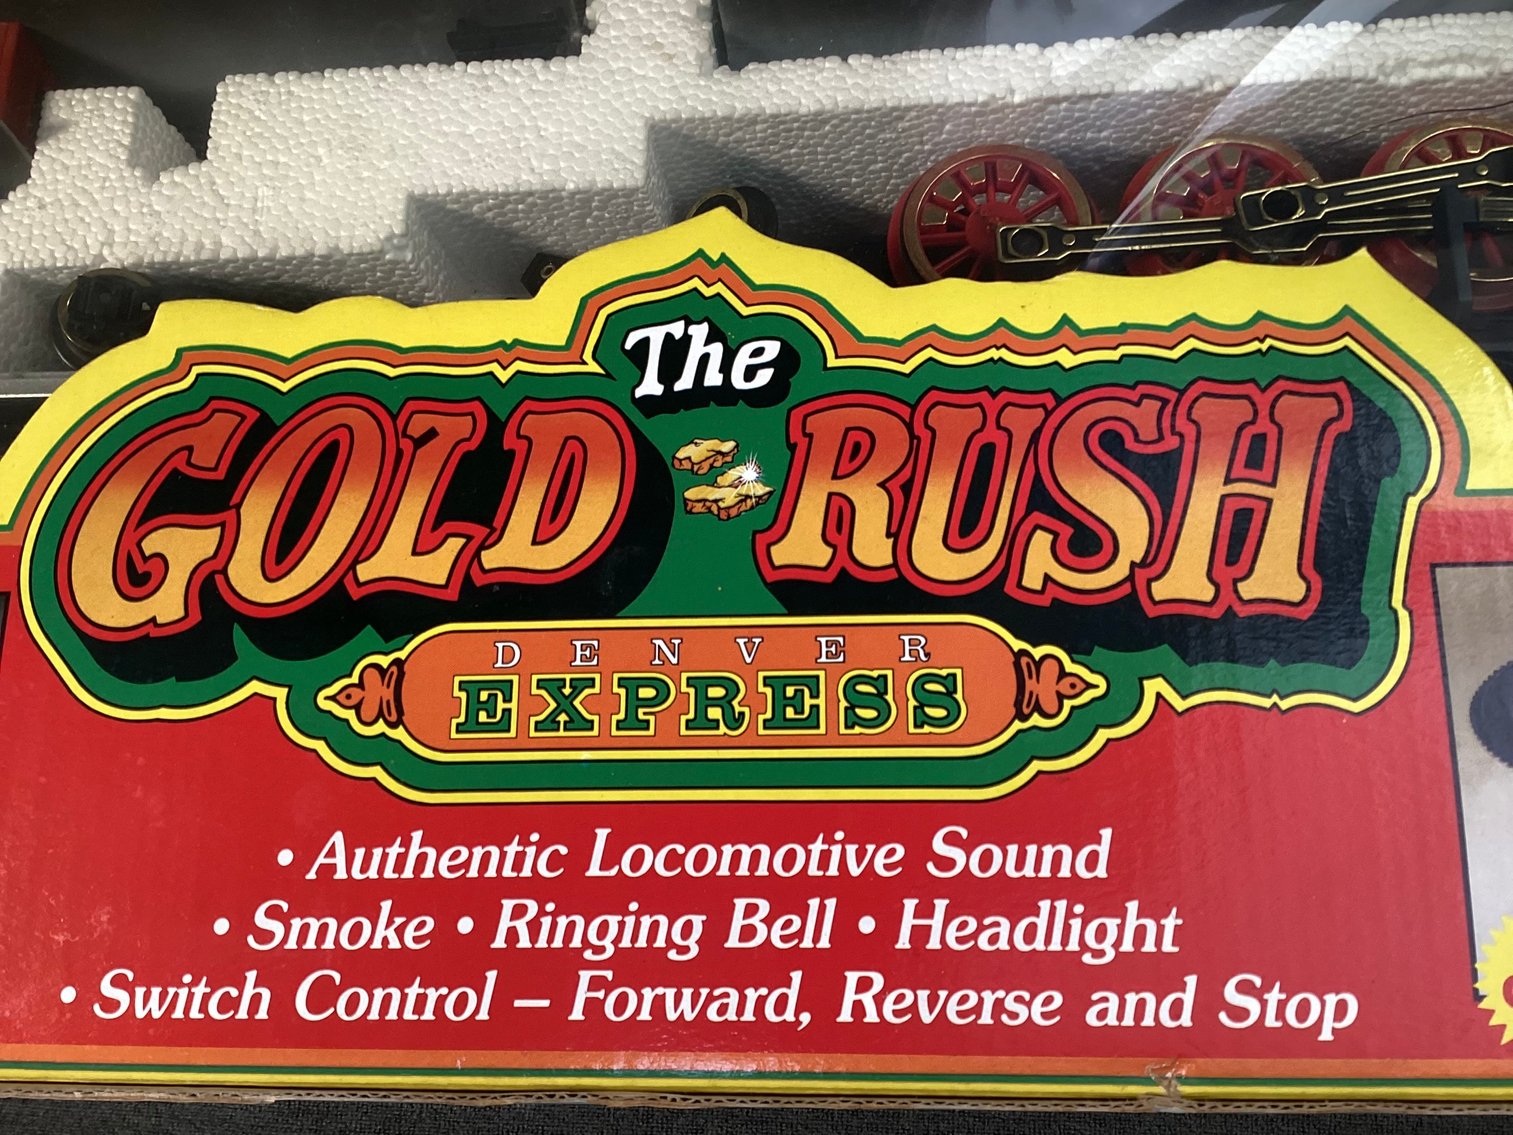 The
GOLD RUSH
DENVER
EXPRESS
• Authentic Locomotive Sound
• Smoke • Ringing Bell • Headlight
• Switch Control – Forward, Reverse and Stop